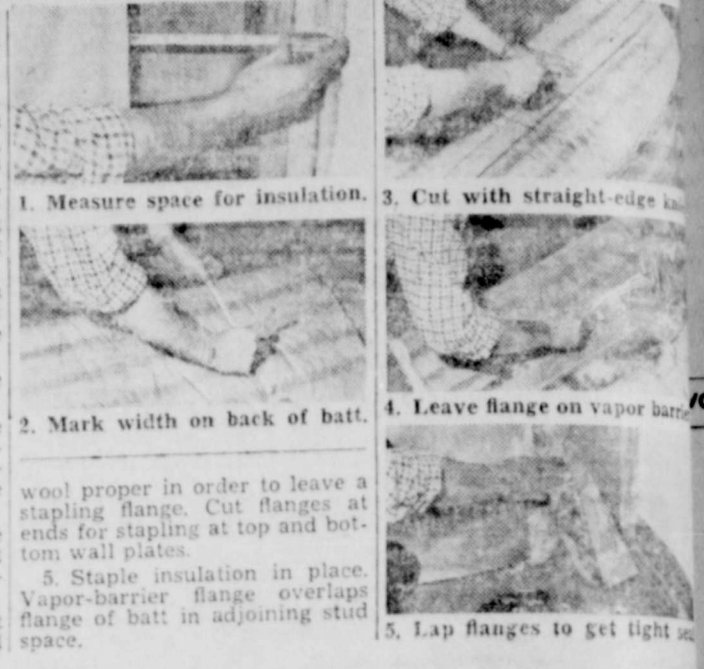 1. Measure space for insulation.
2. Mark width on back of batt.
wool proper in order to leave a
stapling flange. Cut flanges at
ends for stapling at top and bot-
tom wall plates.
5. Staple insulation in place.
Vapor-barrier flange overlaps
flange of batt in adjoining stud
space.
3. Cut with straight-edge
4. Leave flange on vapor
5. Lap flanges to get tight